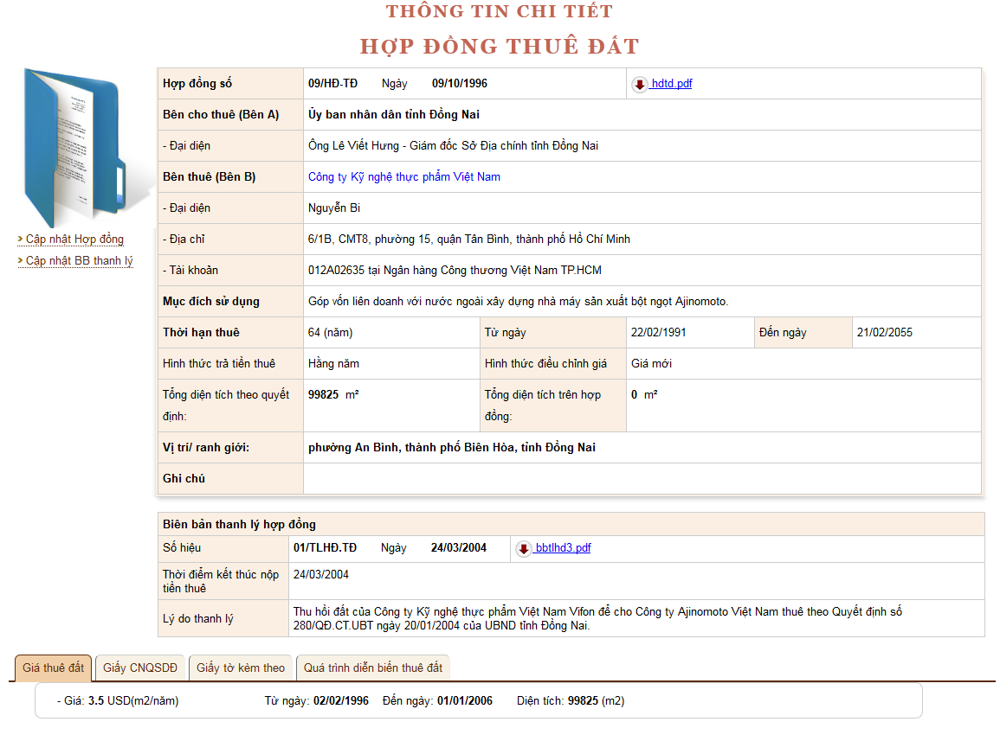 THÔNG TIN CHI TIẾT
HỢP ĐỒNG THUÊ ĐẤT
Hợp đồng số 09/HĐ-TĐ Ngày 09/10/1996 hdtd.pdf
Bên cho thuê (Bên A) Ủy ban nhân dân tỉnh Đồng Nai
- Đại diện Ông Lê Viết Hưng - Giám đốc Sở Địa chính tỉnh Đồng Nai
Bên thuê (Bên B) Công ty Kỹ nghệ thực phẩm Việt Nam
- Đại diện Nguyễn Bi
- Địa chỉ 6/1B, CMT8, phường 15, quận Tân Bình, thành phố Hồ Chí Minh
- Tài khoản 012A02635 tại Ngân hàng Công thương Việt Nam TP.HCM
Mục đích sử dụng Góp vốn liên doanh với nước ngoài xây dựng nhà máy sản xuất bột ngọt Ajinomoto.
Thời hạn thuê 64 (năm) Từ ngày 22/02/1991 Đến ngày 21/02/2055
Hình thức trả tiền thuê Hằng năm Hình thức điều chỉnh giá Giá mới
Tổng diện tích theo quyết 99825 m² Tổng diện tích trên hợp 0 m²
định: đồng:
Vị trí/ ranh giới: phường An Bình, thành phố Biên Hòa, tỉnh Đồng Nai
Ghi chú
› Cập nhật Hợp đồng
› Cập nhật BB thanh lý
Biên bản thanh lý hợp đồng
Số hiệu 01/TLHĐ.TĐ Ngày 24/03/2004 bbtlhd3.pdf
Thời điểm kết thúc nộp 24/03/2004
tiền thuê
Lý do thanh lý Thu hồi đất của Công ty Kỹ nghệ thực phẩm Việt Nam Vifon để cho Công ty Ajinomoto Việt Nam thuê theo Quyết định số
280/QĐ.CT.UBT ngày 20/01/2004 của UBND tỉnh Đồng Nai.
Giá thuê đất Giấy CNQSDĐ Giấy tờ kèm theo Quá trình diễn biến thuê đất
- Giá: 3.5 USD(m2/năm) Từ ngày: 02/02/1996 Đến ngày: 01/01/2006 Diện tích: 99825 (m2)